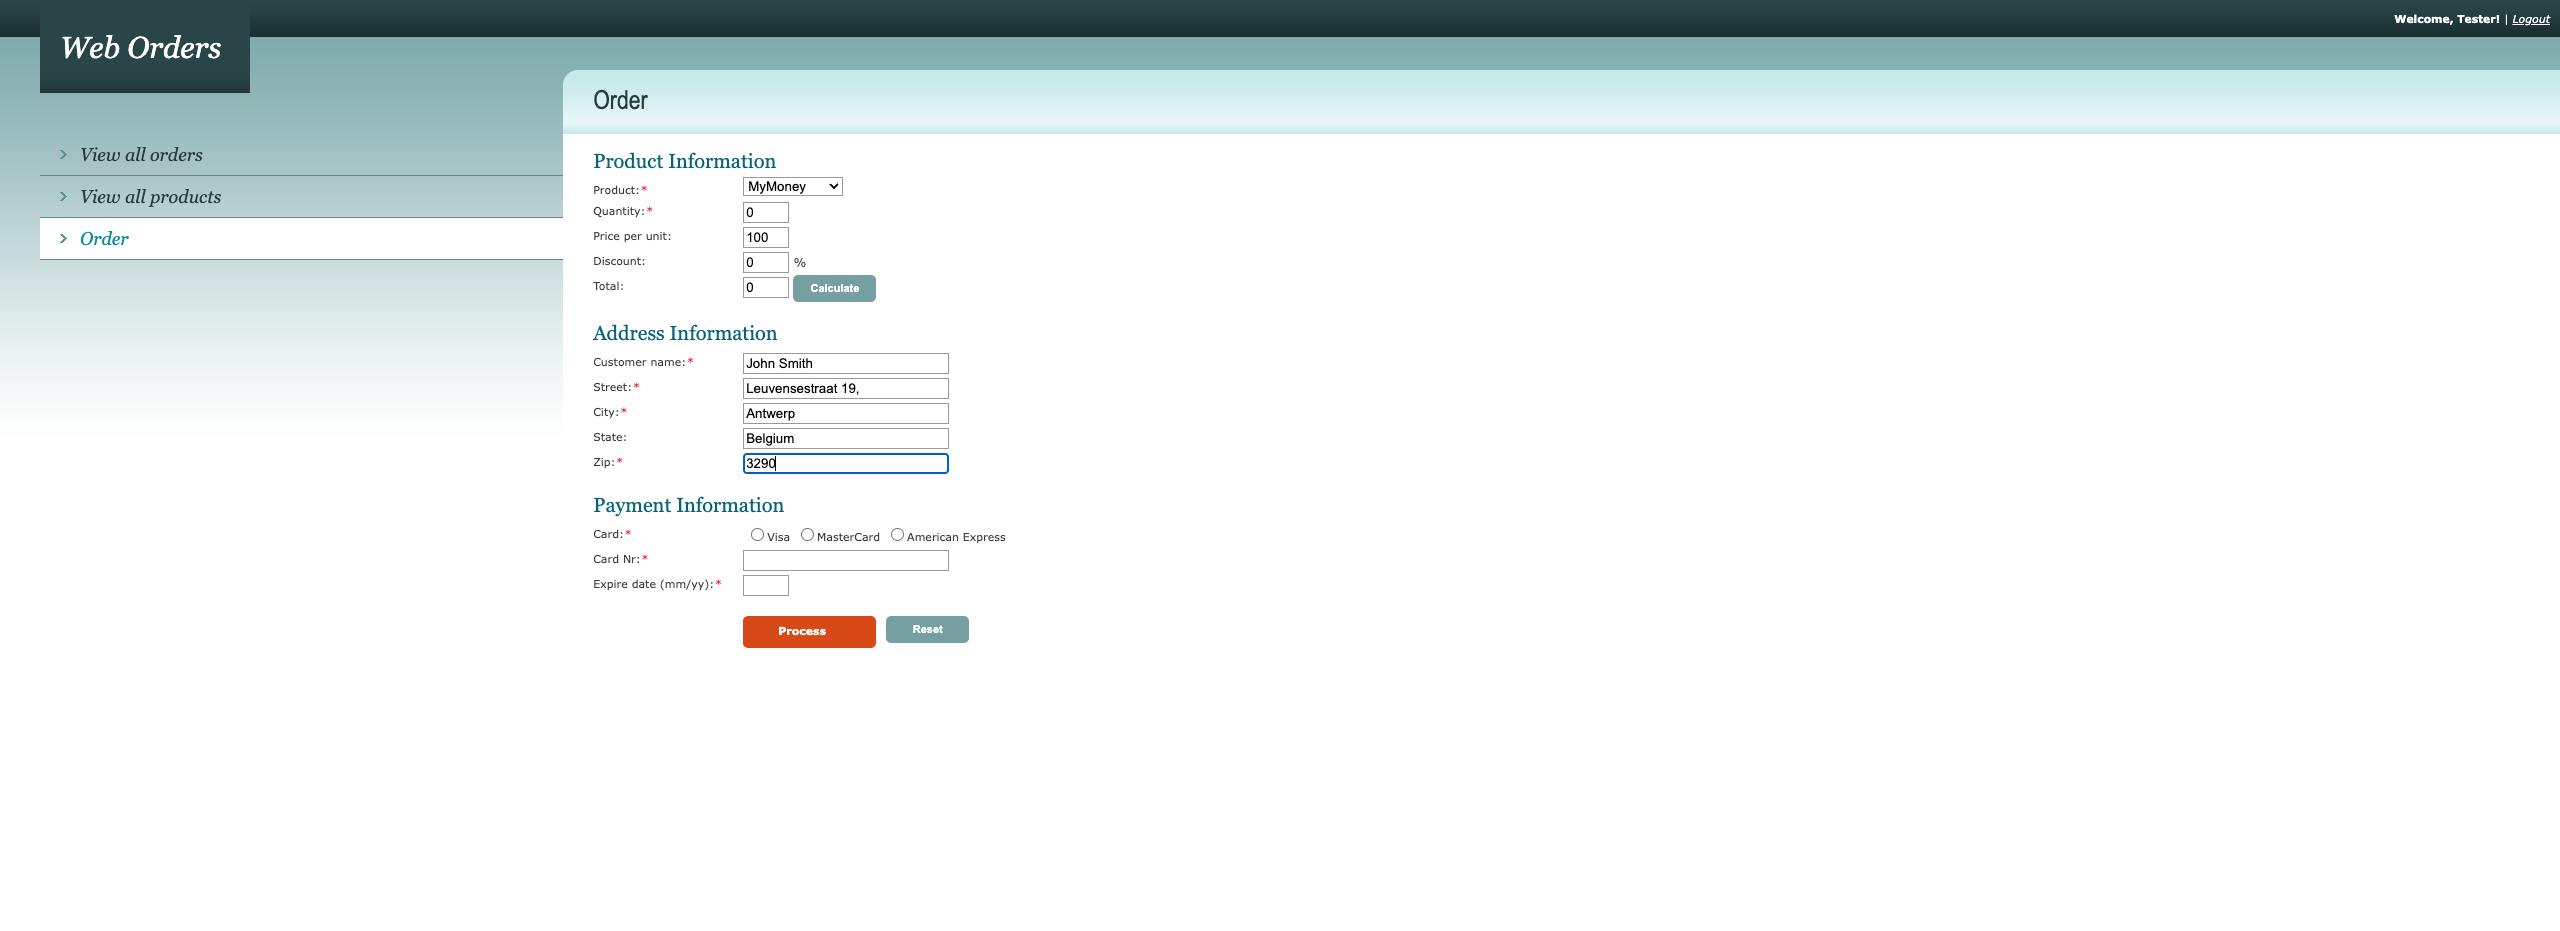 Welcome, Tester! | Logout
Web Orders
View all orders
View all products
Order
Order
Product Information
Product:* MyMoney
Quantity:* 0
Price per unit: 100
Discount: 0 %
Total: 0 Calculate
Address Information
Customer name:* John Smith
Street:* Leuvensestraat 19,
City:* Antwerp
State: Belgium
Zip:* 3290
Payment Information
Card:* Visa MasterCard American Express
Card Nr:*
Expire date (mm/yy):*
Process Reset